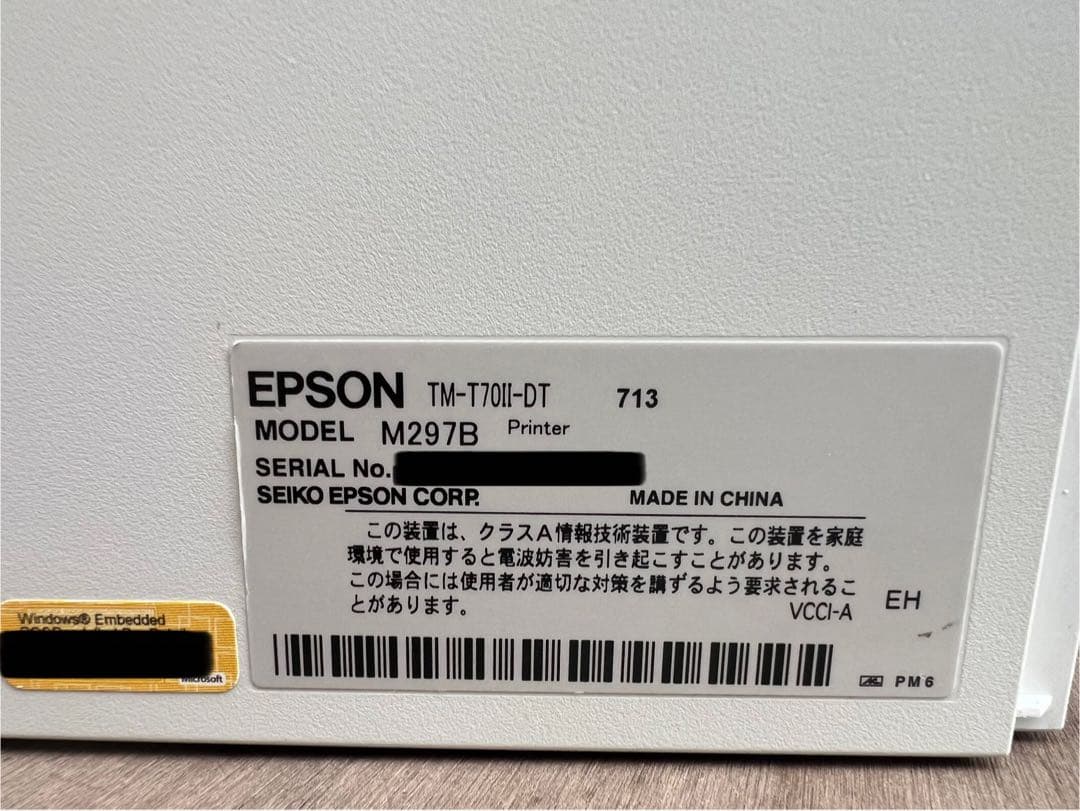 EPSON TM-T70II-DT 713
MODEL M297B Printer
SERIAL No.
SEIKO EPSON CORP. MADE IN CHINA
この装置は、クラスA情報技術装置です。この装置を家庭
環境で使用すると電波妨害を引き起こすことがあります。
この場合には使用者が適切な対策を講ずるよう要求されるこ
とがあります。
VCCI-A EH
PM6
Windows® Embedded
Microsoft